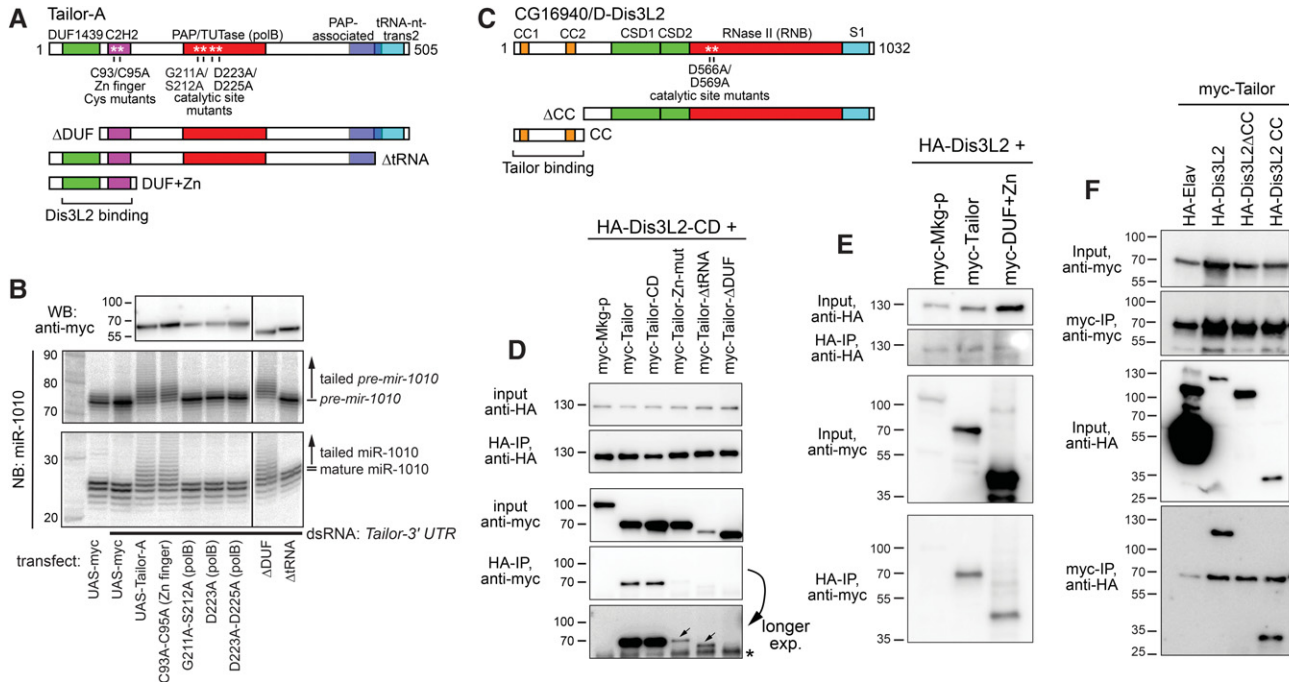 A
Tailor-A
DUF1439 C2H2
PAP/TUTase (polB)
PAP-
associated
tRNA-nt-
trans2
1
**
** **
505
C93/C95A
Zn finger
Cys mutants
G211A/
S212A
D223A/
D225A
catalytic site
mutants
ΔDUF
ΔtRNA
DUF+Zn
Dis3L2 binding
B
WB:
anti-myc
100
70
55
NB: miR-1010
90
80
70
tailed pre-mir-1010
pre-mir-1010
30
20
tailed miR-1010
mature miR-1010
dsRNA: Tailor-3' UTR
transfect:
UAS-myc
UAS-myc
UAS-Tailor-A
C93A-C95A (Zn finger)
G211A-S212A (polB)
D223A (polB)
D223A-D225A (polB)
ΔDUF
ΔtRNA
C
CG16940/D-Dis3L2
CC1
CC2
CSD1 CSD2
RNase II (RNB)
S1
1
**
1032
D566A/
D569A
catalytic site mutants
ΔCC
CC
Tailor binding
D
HA-Dis3L2-CD +
myc-Mkg-p
myc-Tailor
myc-Tailor-CD
myc-Tailor-Zn-mut
myc-Tailor-ΔtRNA
myc-Tailor-ΔDUF
input
anti-HA
130
HA-IP,
anti-HA
130
input
anti-myc
100
70
HA-IP,
anti-myc
100
70
70
55
*
longer
exp.
E
HA-Dis3L2 +
myc-Mkg-p
myc-Tailor
myc-DUF+Zn
Input,
anti-HA
130
HA-IP,
anti-HA
130
Input,
anti-myc
100
70
55
35
HA-IP,
anti-myc
100
70
55
35
F
myc-Tailor
HA-Elav
HA-Dis3L2
HA-Dis3L2ΔCC
HA-Dis3L2 CC
Input,
anti-myc
100
70
55
myc-IP,
anti-myc
100
70
55
Input,
anti-HA
130
100
70
55
35
25
myc-IP,
anti-HA
130
100
70
55
35
25